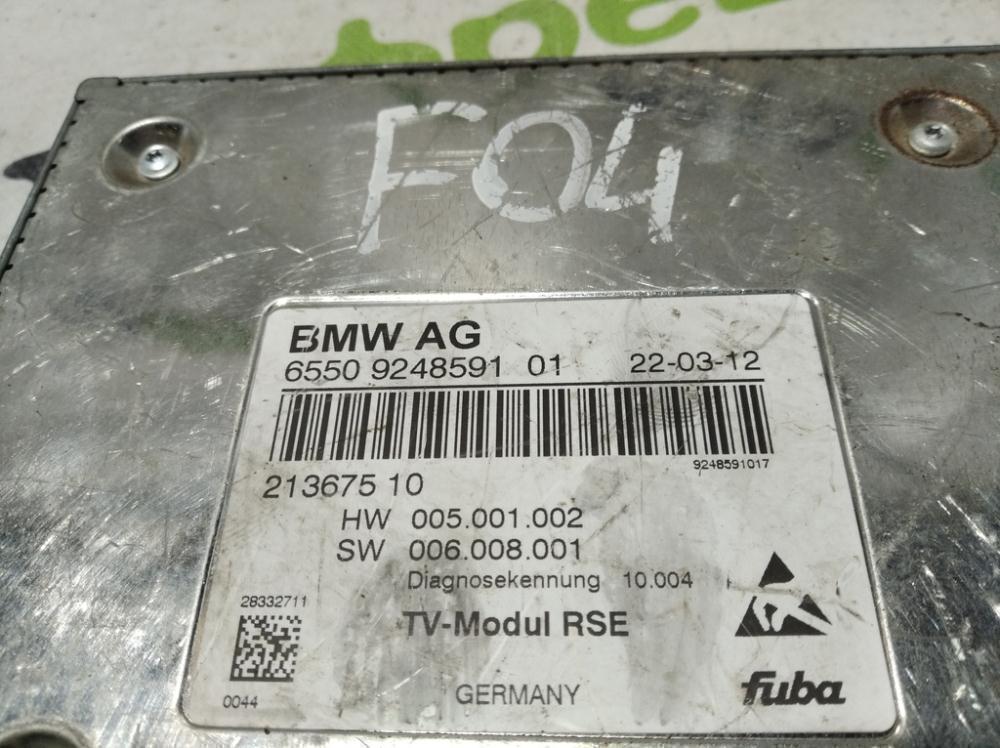 F04
BMW AG
6550 9248591 01 22-03-12
9248591017
213675 10
HW 005.001.002
SW 006.008.001
Diagnosekennung 10.004
28332711
TV-Modul RSE
0044
GERMANY
fuba